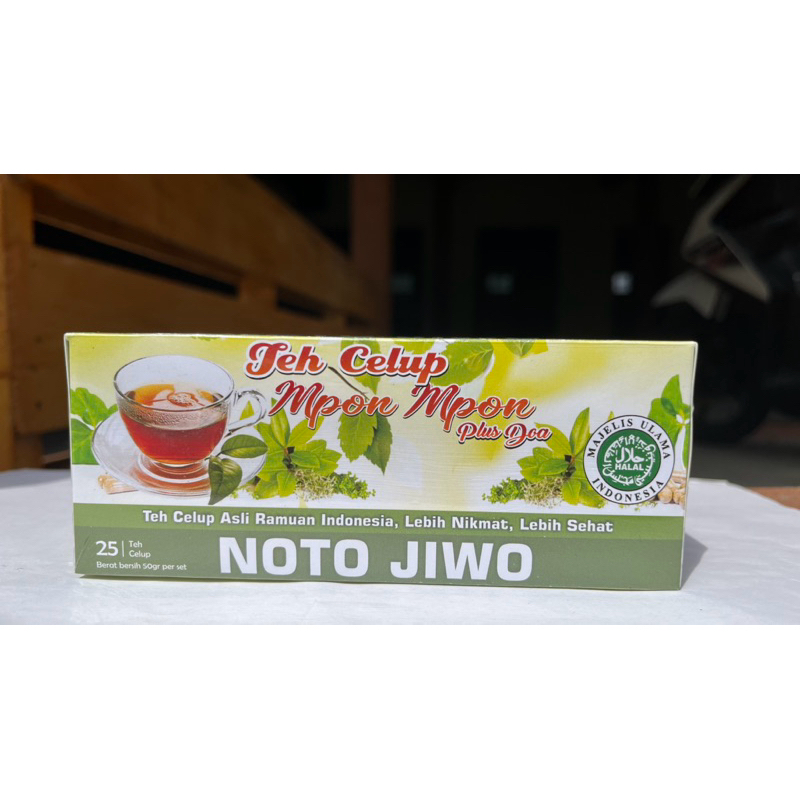 Teh Celup
Mpon Mpon
Plus Doa
MAJELIS ULAMA
حلال
HALAL
INDONESIA
Teh Celup Asli Ramuan Indonesia, Lebih Nikmat, Lebih Sehat
25 | Teh Celup
Berat bersih 50gr per set
NOTO JIWO